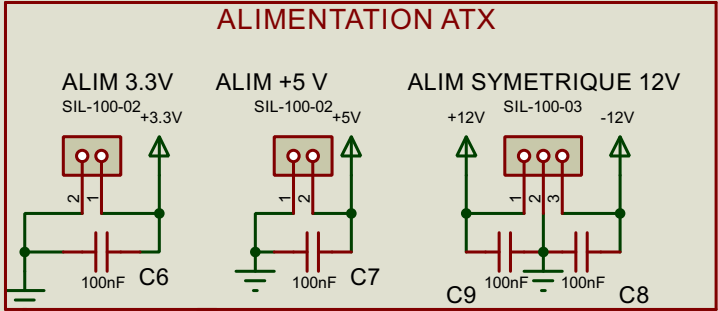 ALIMENTATION ATX
ALIM 3.3V
SIL-100-02
+3.3V
2
1
100nF
C6
ALIM +5 V
SIL-100-02
+5V
1
2
100nF
C7
ALIM SYMETRIQUE 12V
SIL-100-03
+12V
-12V
1
2
3
100nF
100nF
C9
C8